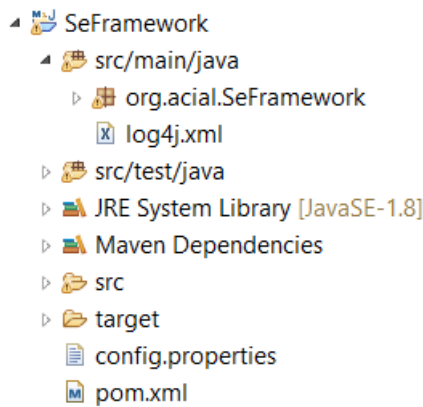 SeFramework
src/main/java
org.acial.SeFramework
log4j.xml
src/test/java
JRE System Library [JavaSE-1.8]
Maven Dependencies
src
target
config.properties
pom.xml